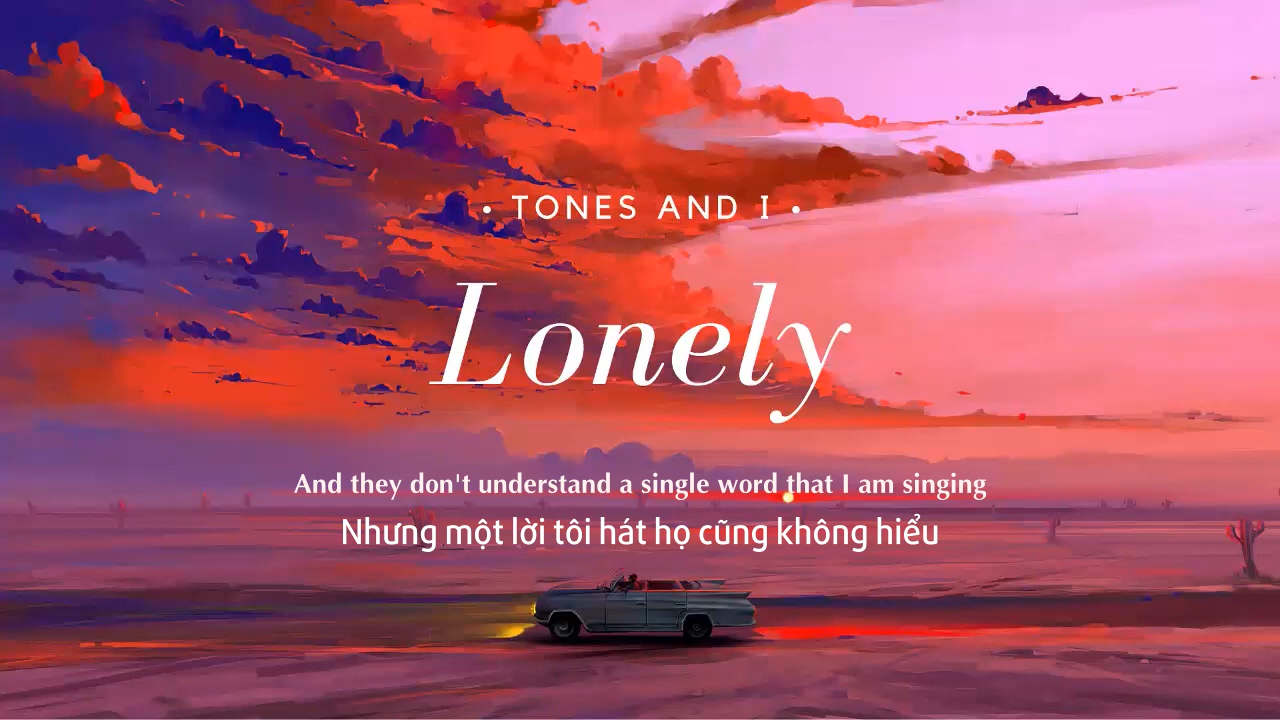 • TONES AND I •
Lonely
And they don't understand a single word that I am singing
Nhưng một lời tôi hát họ cũng không hiểu